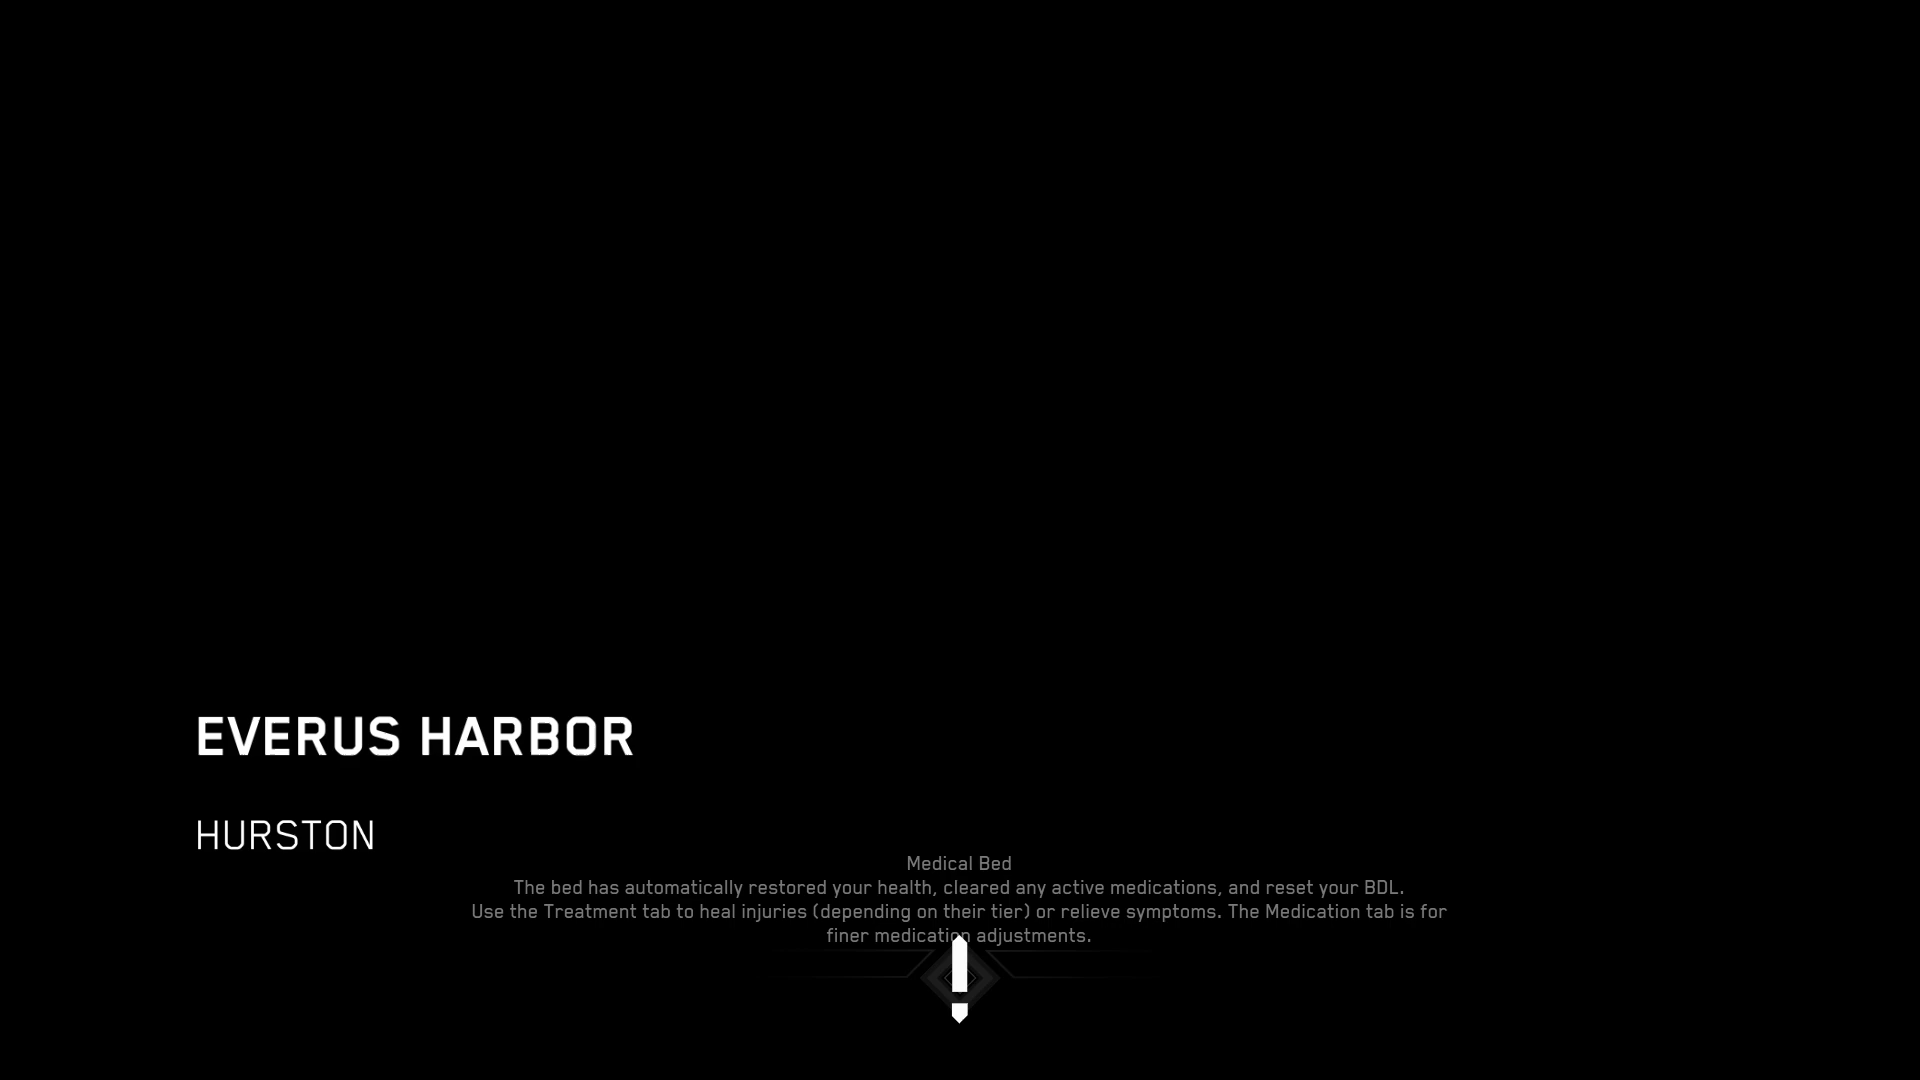 EVERUS HARBOR
HURSTON
Medical Bed
The bed has automatically restored your health, cleared any active medications, and reset your BDL.
Use the Treatment tab to heal injuries (depending on their tier) or relieve symptoms. The Medication tab is for
finer medication adjustments.